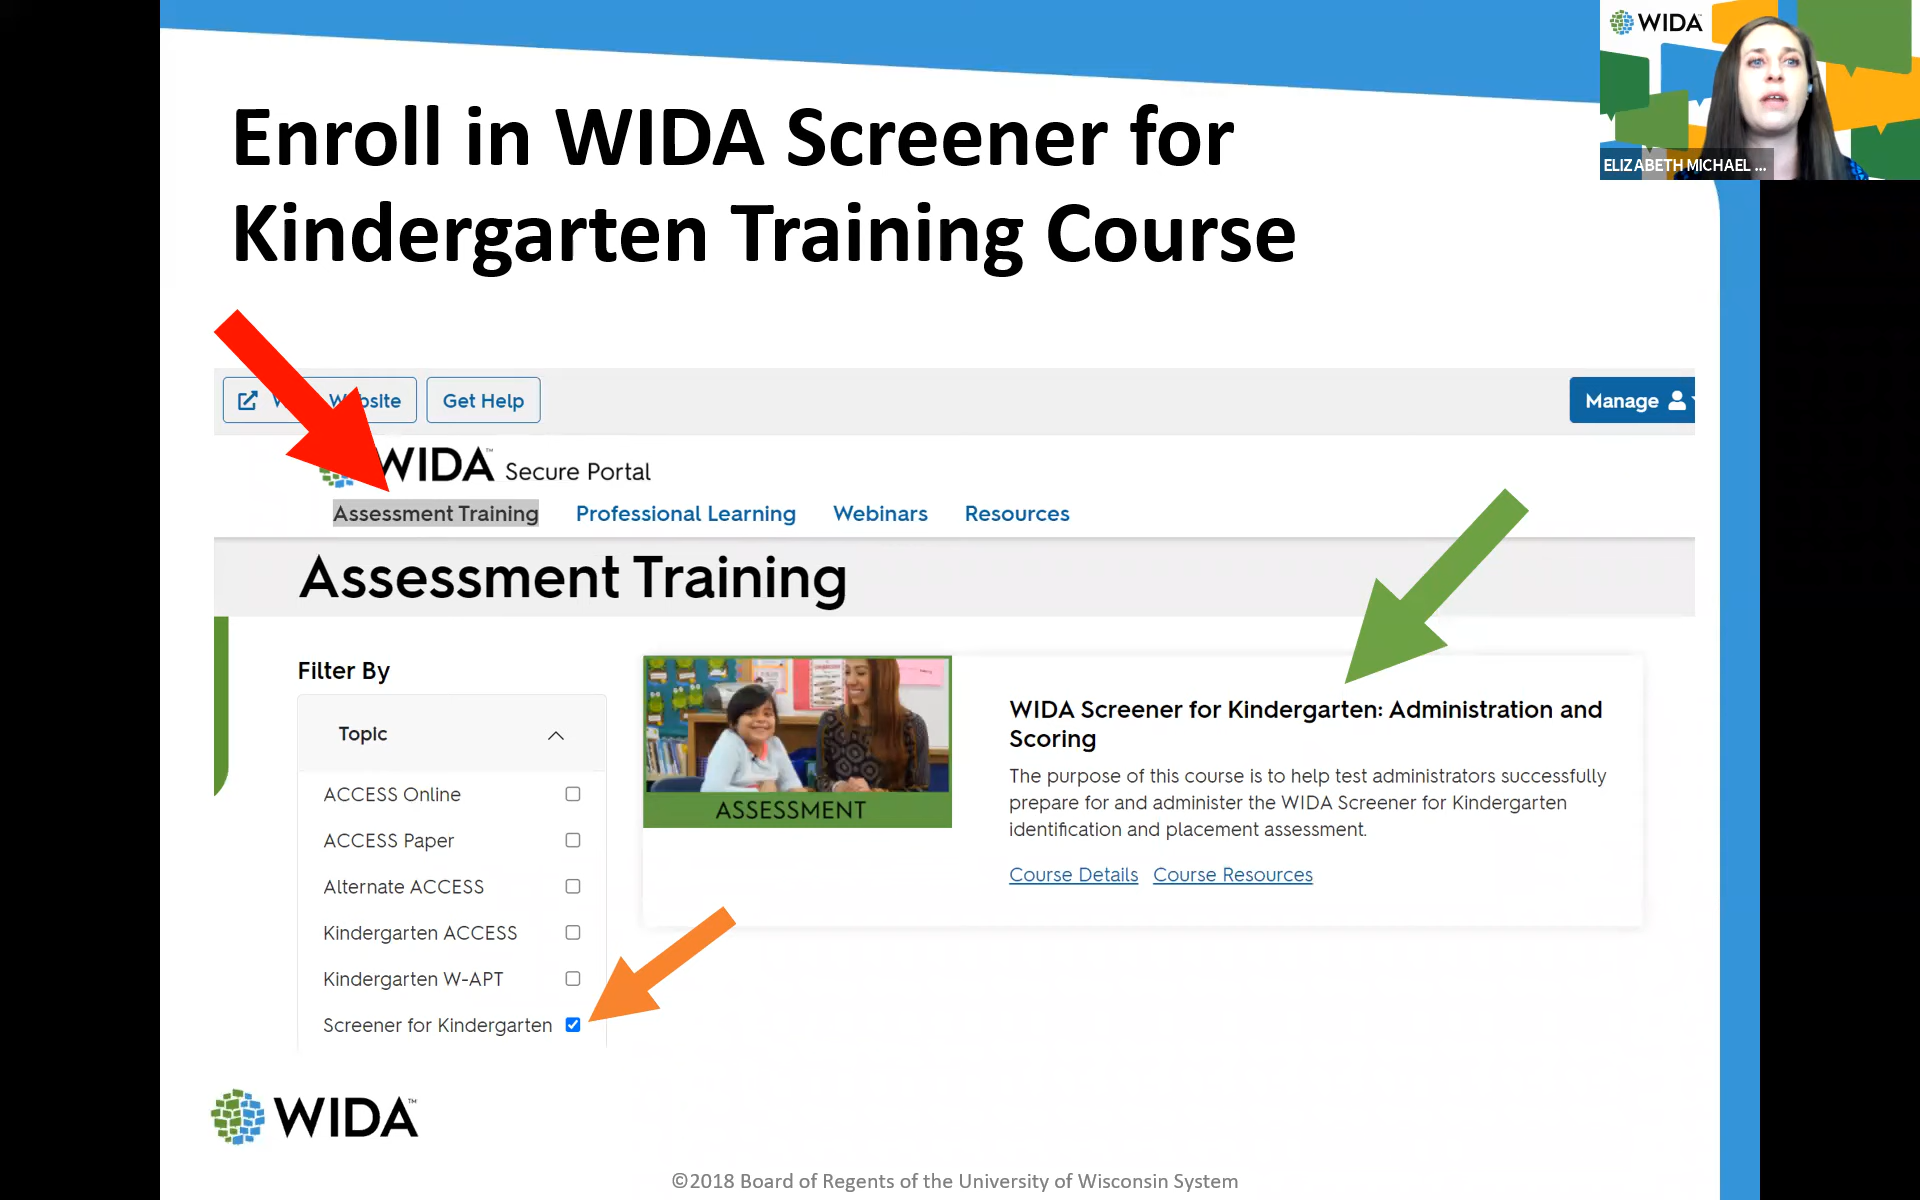 Enroll in WIDA Screener for
Kindergarten Training Course
WIDA
ELIZABETH MICHAEL ...
Website
Get Help
Manage
WIDA™ Secure Portal
Assessment Training
Professional Learning
Webinars
Resources
Assessment Training
Filter By
Topic
ACCESS Online
ACCESS Paper
Alternate ACCESS
Kindergarten ACCESS
Kindergarten W-APT
Screener for Kindergarten
ASSESSMENT
WIDA Screener for Kindergarten: Administration and
Scoring
The purpose of this course is to help test administrators successfully
prepare for and administer the WIDA Screener for Kindergarten
identification and placement assessment.
Course Details Course Resources
WIDA™
©2018 Board of Regents of the University of Wisconsin System